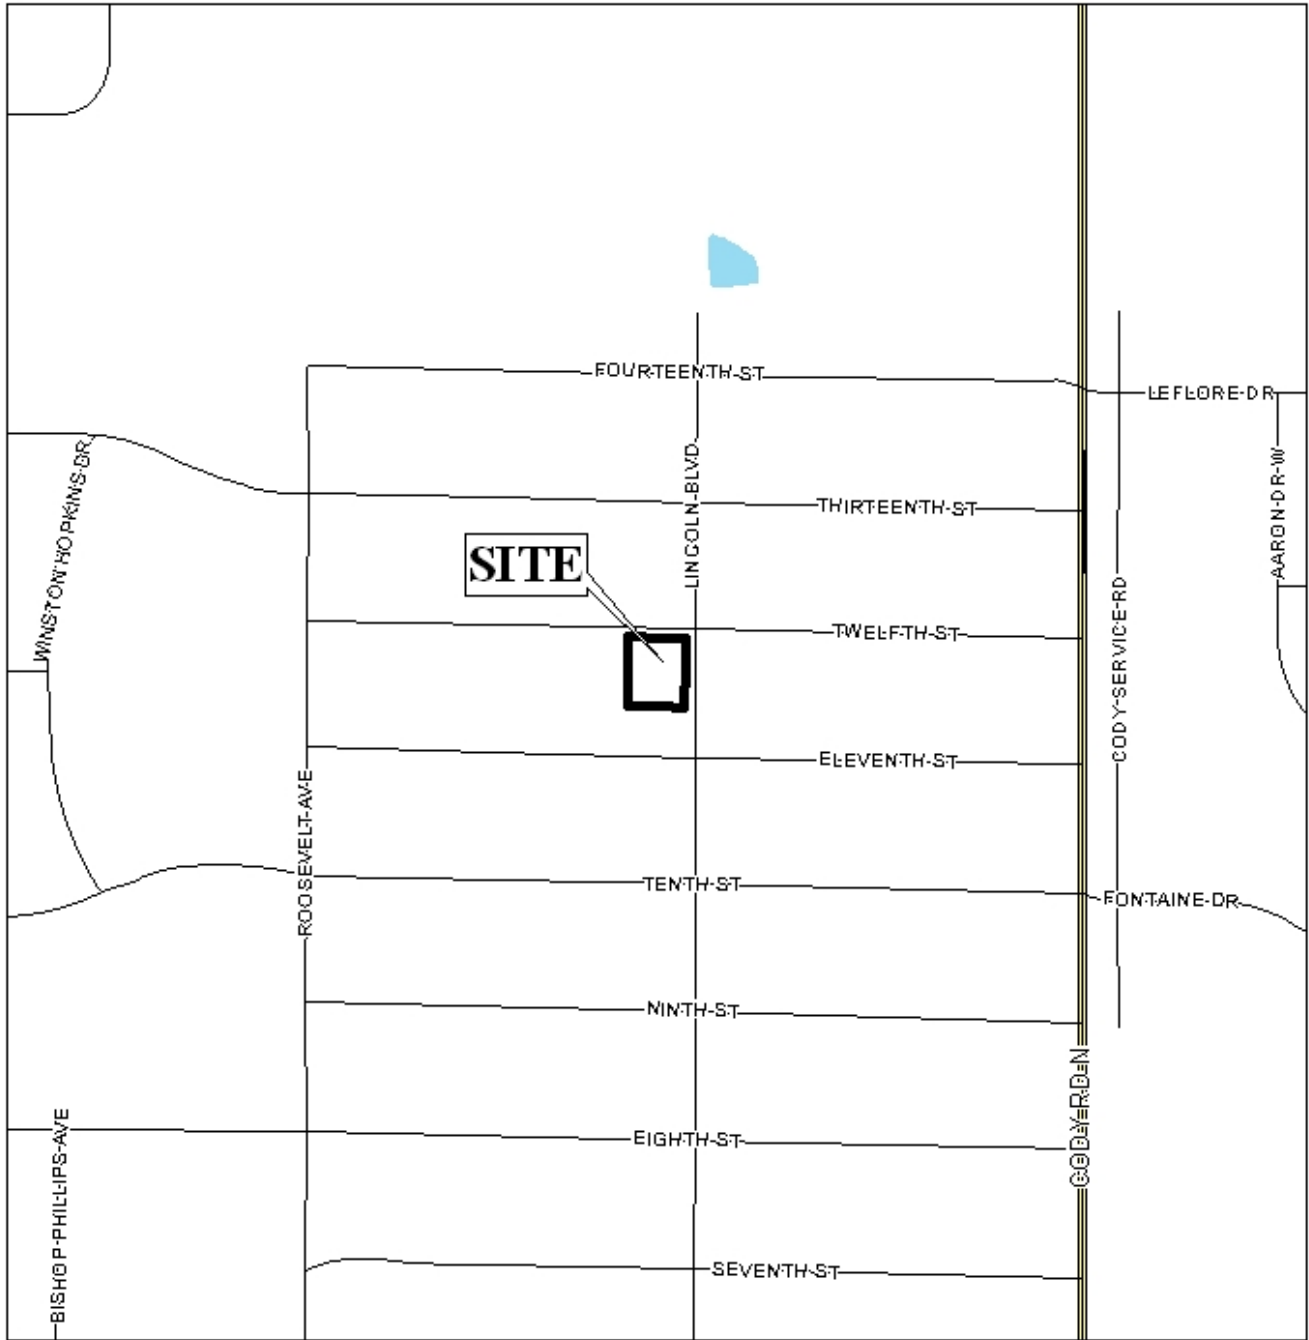 FOURTEENTH-ST
LEFLORE-DR
WINSTON HOPKINS-DR
LINCOLN-BLVD
THIRTEENTH-ST
AARON-DR-W
SITE
CODY-SERVICE-RD
TWELFTH-ST
ELEVENTH-ST
ROOSEVELT-AVE
TENTH-ST
FONTAINE-DR
NINTH-ST
CODY-RD-N
BISHOP-PHILLIPS-AVE
EIGHTH-ST
SEVENTH-ST